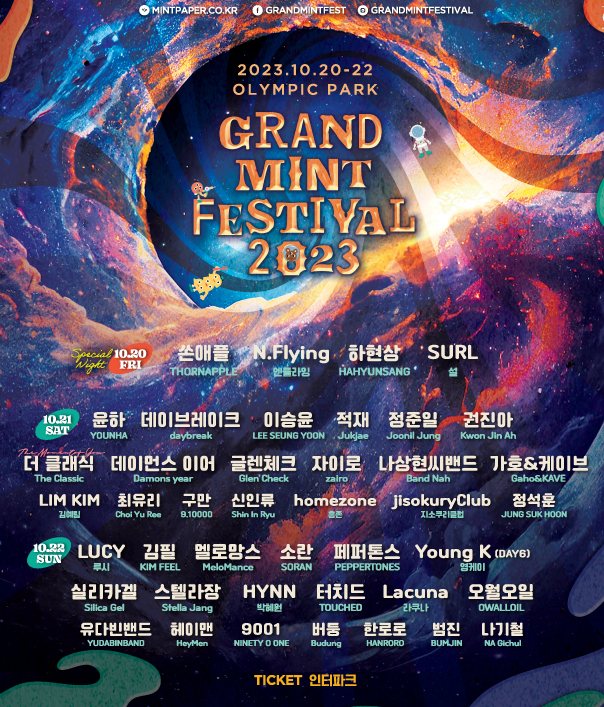 MINTPAPER.CO.KR GRANDMINTFEST GRANDMINTFESTIVAL
2023.10.20-22
OLYMPIC PARK
GRAND
MINT
FESTIVAL
2023
Special Night 10.20 FRI
쏜애플 N.Flying 하현상 SURL
THORNAPPLE 엔플라잉 HAHYUNSANG 설
10.21 SAT
윤하 데이브레이크 이승윤 적재 정준일 권진아
YOUNHA daybreak LEE SEUNG YOON Jukjae Joonil Jung Kwon Jin Ah
더 클래식 데이먼스 이어 글렌체크 자이로 나상현씨밴드 가호&케이브
The Classic Damons year Glen Check zairo Band Nah Gaho&KAVE
LIM KIM 최유리 구만 신인류 homezone jisokuryClub 정석훈
김예림 Choi Yu Ree 9.10000 Shin In Ryu 홈존 지소쿠리클럽 JUNG SUK HOON
10.22 SUN
LUCY 김필 멜로망스 소란 페퍼톤스 Young K (DAY6)
루시 KIM FEEL MeloMance SORAN PEPPERTONES 영케이
실리카겔 스텔라장 HYNN 터치드 Lacuna 오월오일
Silica Gel Stella Jang 박혜원 TOUCHED 라쿠나 OWALLOIL
유다빈밴드 헤이맨 9001 버둥 한로로 범진 나기철
YUDABINBAND HeyMen NINETY O ONE Budung HANRORO BUMJIN NA Gichul
TICKET 인터파크